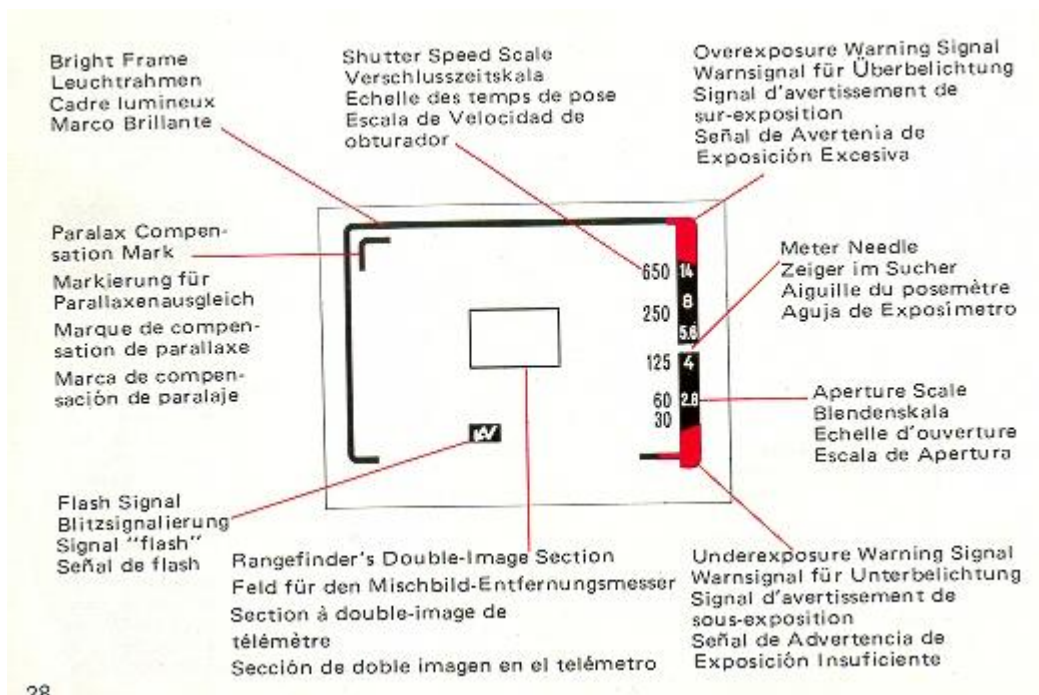 Bright Frame
Leuchtrahmen
Cadre lumineux
Marco Brillante
Shutter Speed Scale
Verschlusszeitskala
Echelle des temps de pose
Escala de Velocidad de
obturador
Overexposure Warning Signal
Warnsignal für Überbelichtung
Signal d'avertissement de
sur-exposition
Señal de Avertenia de
Exposición Excesiva
Paralax Compen-
sation Mark
Markierung für
Parallaxenausgleich
Marque de compen-
sation de parallaxe
Marca de compen-
sación de paralaje
650 14
8
250
5.6
125 4
60 2.8
30
Meter Needle
Zeiger im Sucher
Aiguille du posemètre
Aguja de Exposímetro
Aperture Scale
Blendenskala
Echelle d'ouverture
Escala de Apertura
Flash Signal
Blitzsignalierung
Signal "flash"
Señal de flash
Rangefinder's Double-Image Section
Feld für den Mischbild-Entfernungsmesser
Section à double-image de
télémètre
Sección de doble imagen en el telémetro
Underexposure Warning Signal
Warnsignal für Unterbelichtung
Signal d'avertissement de
sous-exposition
Señal de Advertencia de
Exposición Insuficiente
28